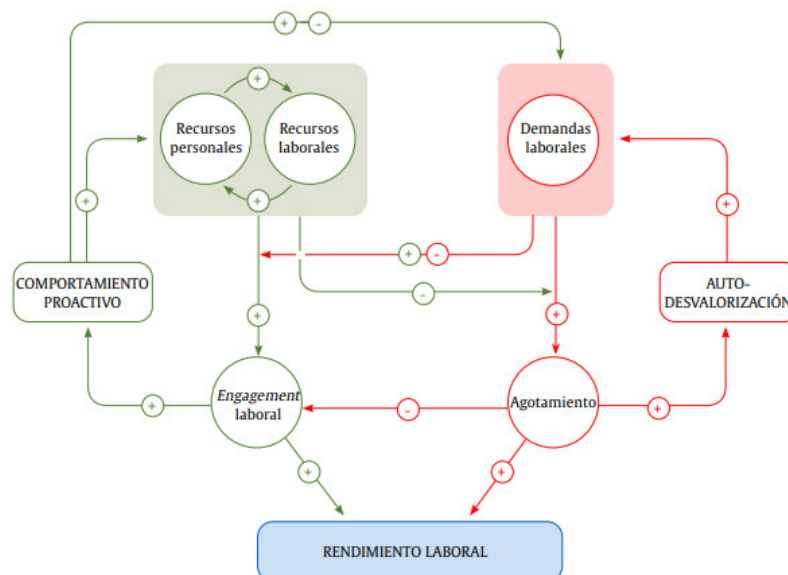 + -
+
Recursos
personales
Recursos
laborales
Demandas
laborales
+
+
+
+ -
COMPORTAMIENTO
PROACTIVO
AUTO-
DESVALORIZACIÓN
-
+
+
Engagement
laboral
Agotamiento
+
-
+
+
+
RENDIMIENTO LABORAL